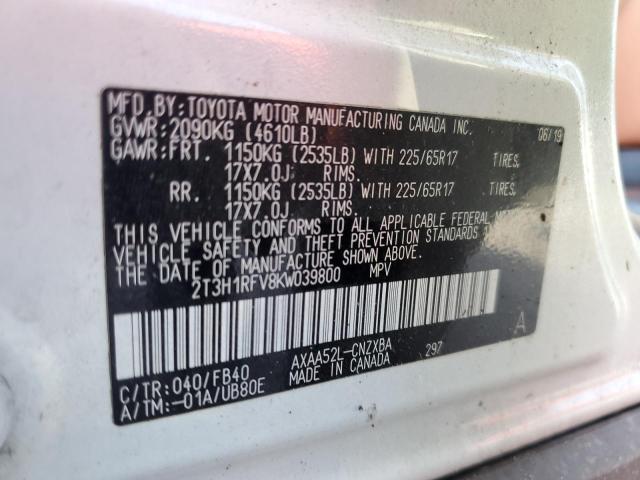 MFD. BY: TOYOTA MOTOR MANUFACTURING CANADA INC. 06/19
GVWR: 2090KG (4610LB)
GAWR: FRT. 1150KG (2535LB) WITH 225/65R17 TIRES,
17X7.0J RIMS.
RR. 1150KG (2535LB) WITH 225/65R17 TIRES,
17X7.0J RIMS.
THIS VEHICLE CONFORMS TO ALL APPLICABLE FEDERAL
VEHICLE SAFETY AND THEFT PREVENTION STANDARDS
THE DATE OF MANUFACTURE SHOWN ABOVE.
2T3H1RFV8KW039800 MPV
A
AXAA52L-CNZXBA 297
C/TR: 040/FB40 MADE IN CANADA
A/TM: -01A/UB80E